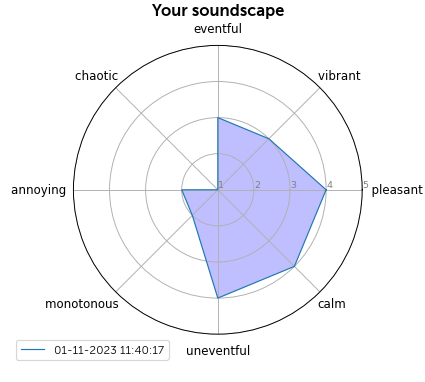 Your soundscape
eventful
chaotic
vibrant
annoying
1 2 3 4 5
pleasant
monotonous
calm
uneventful
01-11-2023 11:40:17